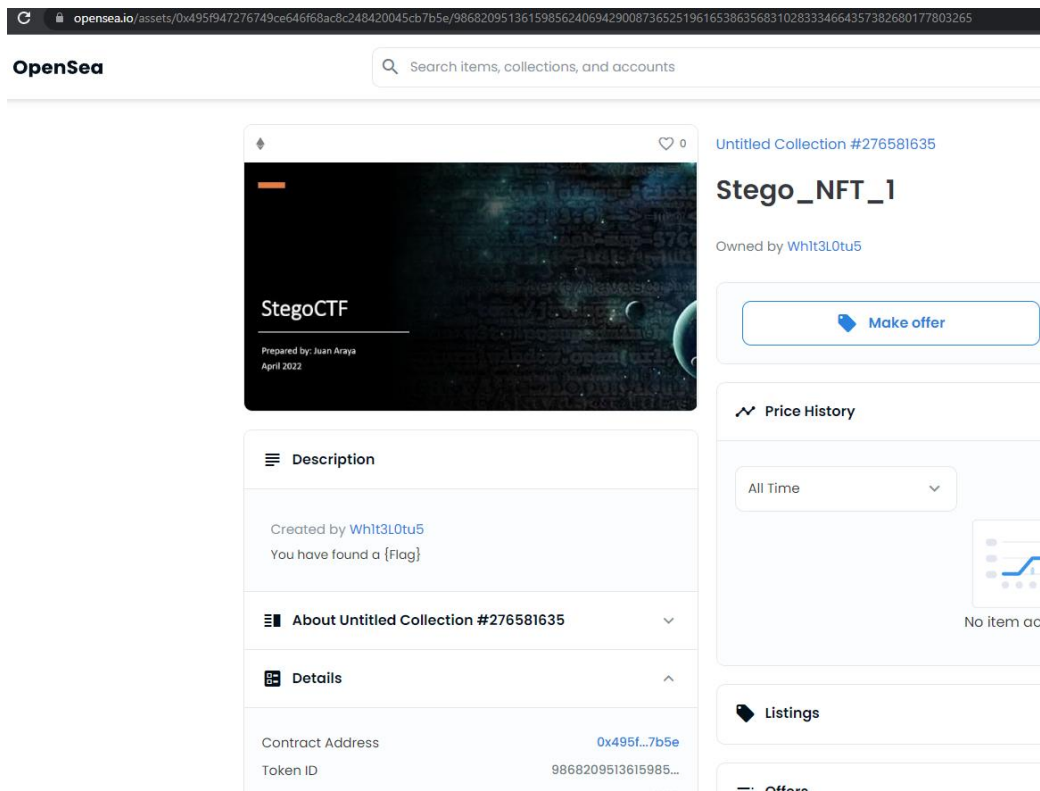 opensea.io/assets/0x495f947276749ce646f68ac8c248420045cb7b5e/98682095136159856240694290087365251961653863568310283334664357382680177803265
OpenSea
Search items, collections, and accounts
0
StegoCTF
Prepared by: Juan Araya
April 2022
Untitled Collection #276581635
Stego_NFT_1
Owned by Wh1t3L0tu5
Make offer
Price History
All Time
No item ac
Listings
Offers
Description
Created by Wh1t3L0tu5
You have found a {Flag}
About Untitled Collection #276581635
Details
Contract Address 0x495f...7b5e
Token ID 9868209513615985...